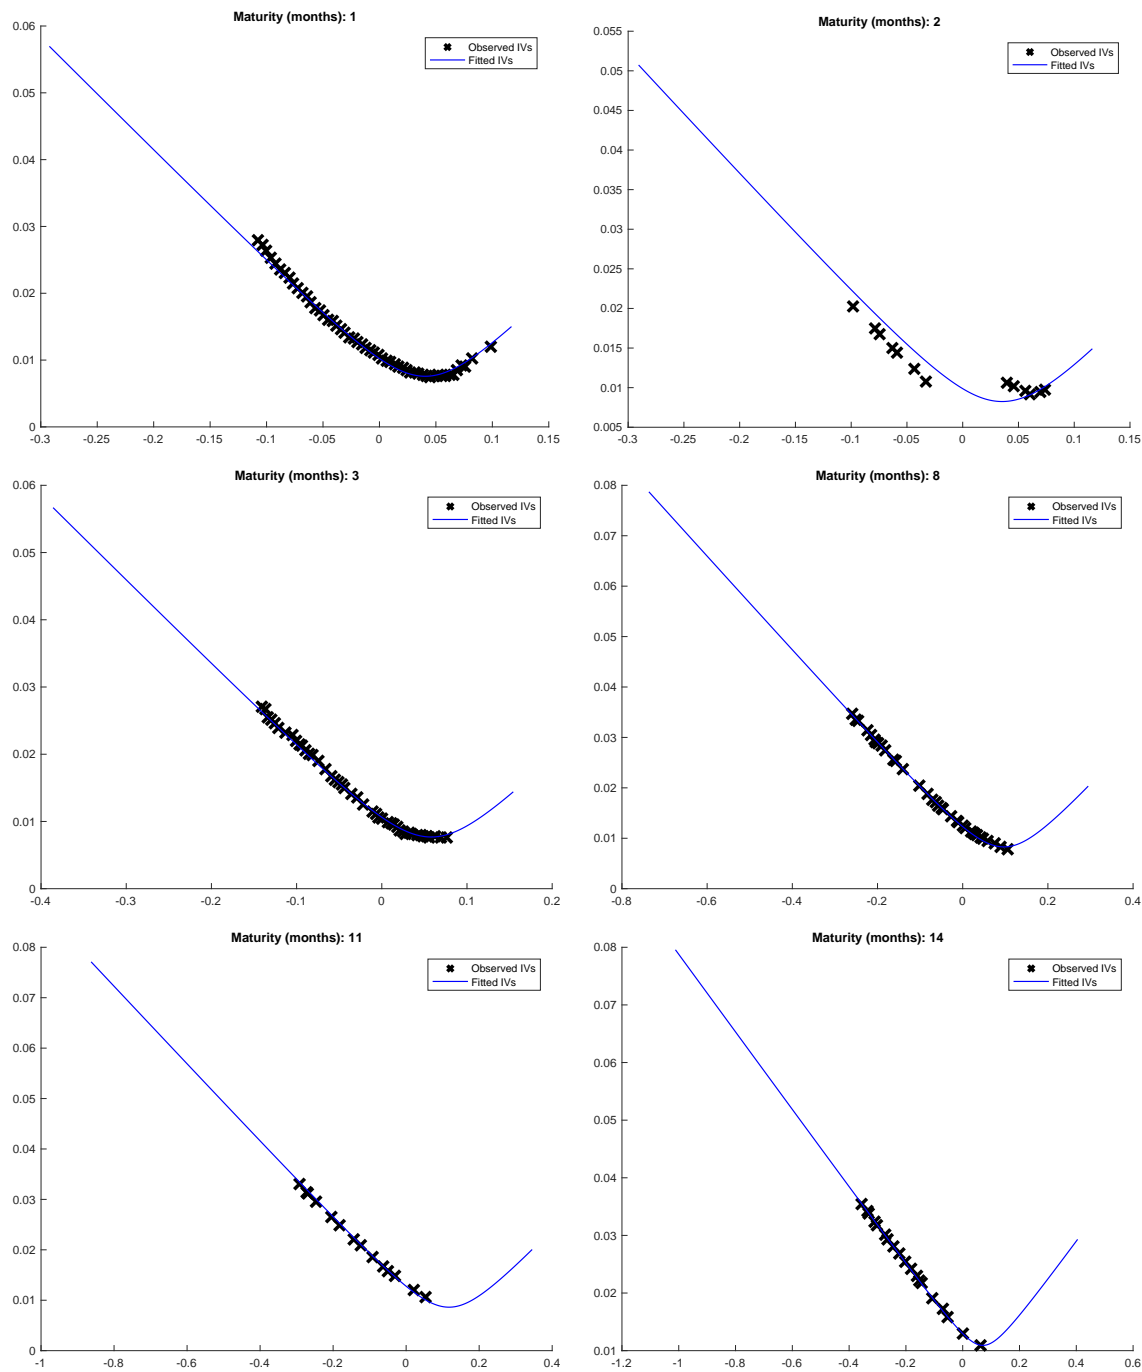 Maturity (months): 1
Observed IVs
Fitted IVs
0.06
0.05
0.04
0.03
0.02
0.01
0
-0.3 -0.25 -0.2 -0.15 -0.1 -0.05 0 0.05 0.1 0.15
Maturity (months): 2
Observed IVs
Fitted IVs
0.055
0.05
0.045
0.04
0.035
0.03
0.025
0.02
0.015
0.01
0.005
-0.3 -0.25 -0.2 -0.15 -0.1 -0.05 0 0.05 0.1 0.15
Maturity (months): 3
Observed IVs
Fitted IVs
0.06
0.05
0.04
0.03
0.02
0.01
0
-0.4 -0.3 -0.2 -0.1 0 0.1 0.2
Maturity (months): 8
Observed IVs
Fitted IVs
0.08
0.07
0.06
0.05
0.04
0.03
0.02
0.01
0
-0.8 -0.6 -0.4 -0.2 0 0.2 0.4
Maturity (months): 11
Observed IVs
Fitted IVs
0.08
0.07
0.06
0.05
0.04
0.03
0.02
0.01
0
-1 -0.8 -0.6 -0.4 -0.2 0 0.2 0.4
Maturity (months): 14
Observed IVs
Fitted IVs
0.08
0.07
0.06
0.05
0.04
0.03
0.02
0.01
-1.2 -1 -0.8 -0.6 -0.4 -0.2 0 0.2 0.4 0.6